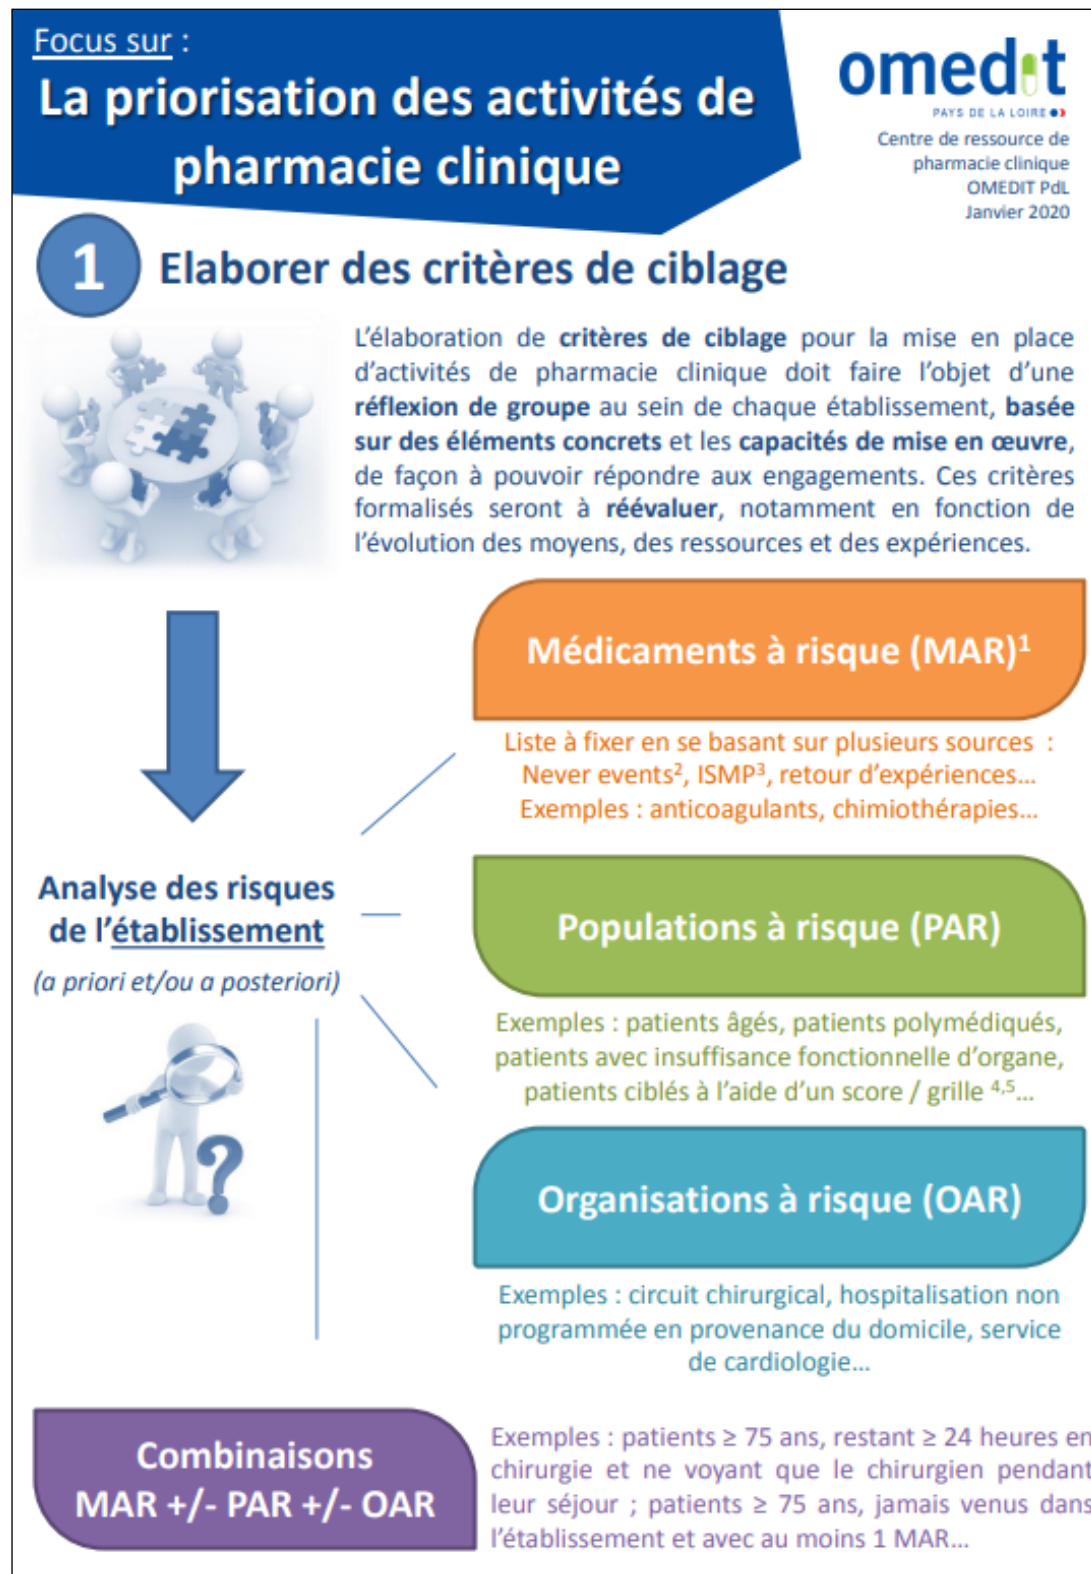 Focus sur :
La priorisation des activités de
pharmacie clinique
omedit
PAYS DE LA LOIRE
Centre de ressource de
pharmacie clinique
OMEDIT PdL
Janvier 2020
1 Elaborer des critères de ciblage
L'élaboration de critères de ciblage pour la mise en place
d'activités de pharmacie clinique doit faire l'objet d'une
réflexion de groupe au sein de chaque établissement, basée
sur des éléments concrets et les capacités de mise en œuvre,
de façon à pouvoir répondre aux engagements. Ces critères
formalisés seront à réévaluer, notamment en fonction de
l'évolution des moyens, des ressources et des expériences.
Médicaments à risque (MAR)¹
Liste à fixer en se basant sur plusieurs sources :
Never events², ISMP³, retour d'expériences…
Exemples : anticoagulants, chimiothérapies…
Analyse des risques
de l'établissement
(a priori et/ou a posteriori)
Populations à risque (PAR)
Exemples : patients âgés, patients polymédiqués,
patients avec insuffisance fonctionnelle d'organe,
patients ciblés à l'aide d'un score / grille ⁴,⁵…
Organisations à risque (OAR)
Exemples : circuit chirurgical, hospitalisation non
programmée en provenance du domicile, service
de cardiologie…
Combinaisons
MAR +/- PAR +/- OAR
Exemples : patients ≥ 75 ans, restant ≥ 24 heures en
chirurgie et ne voyant que le chirurgien pendant
leur séjour ; patients ≥ 75 ans, jamais venus dans
l'établissement et avec au moins 1 MAR…